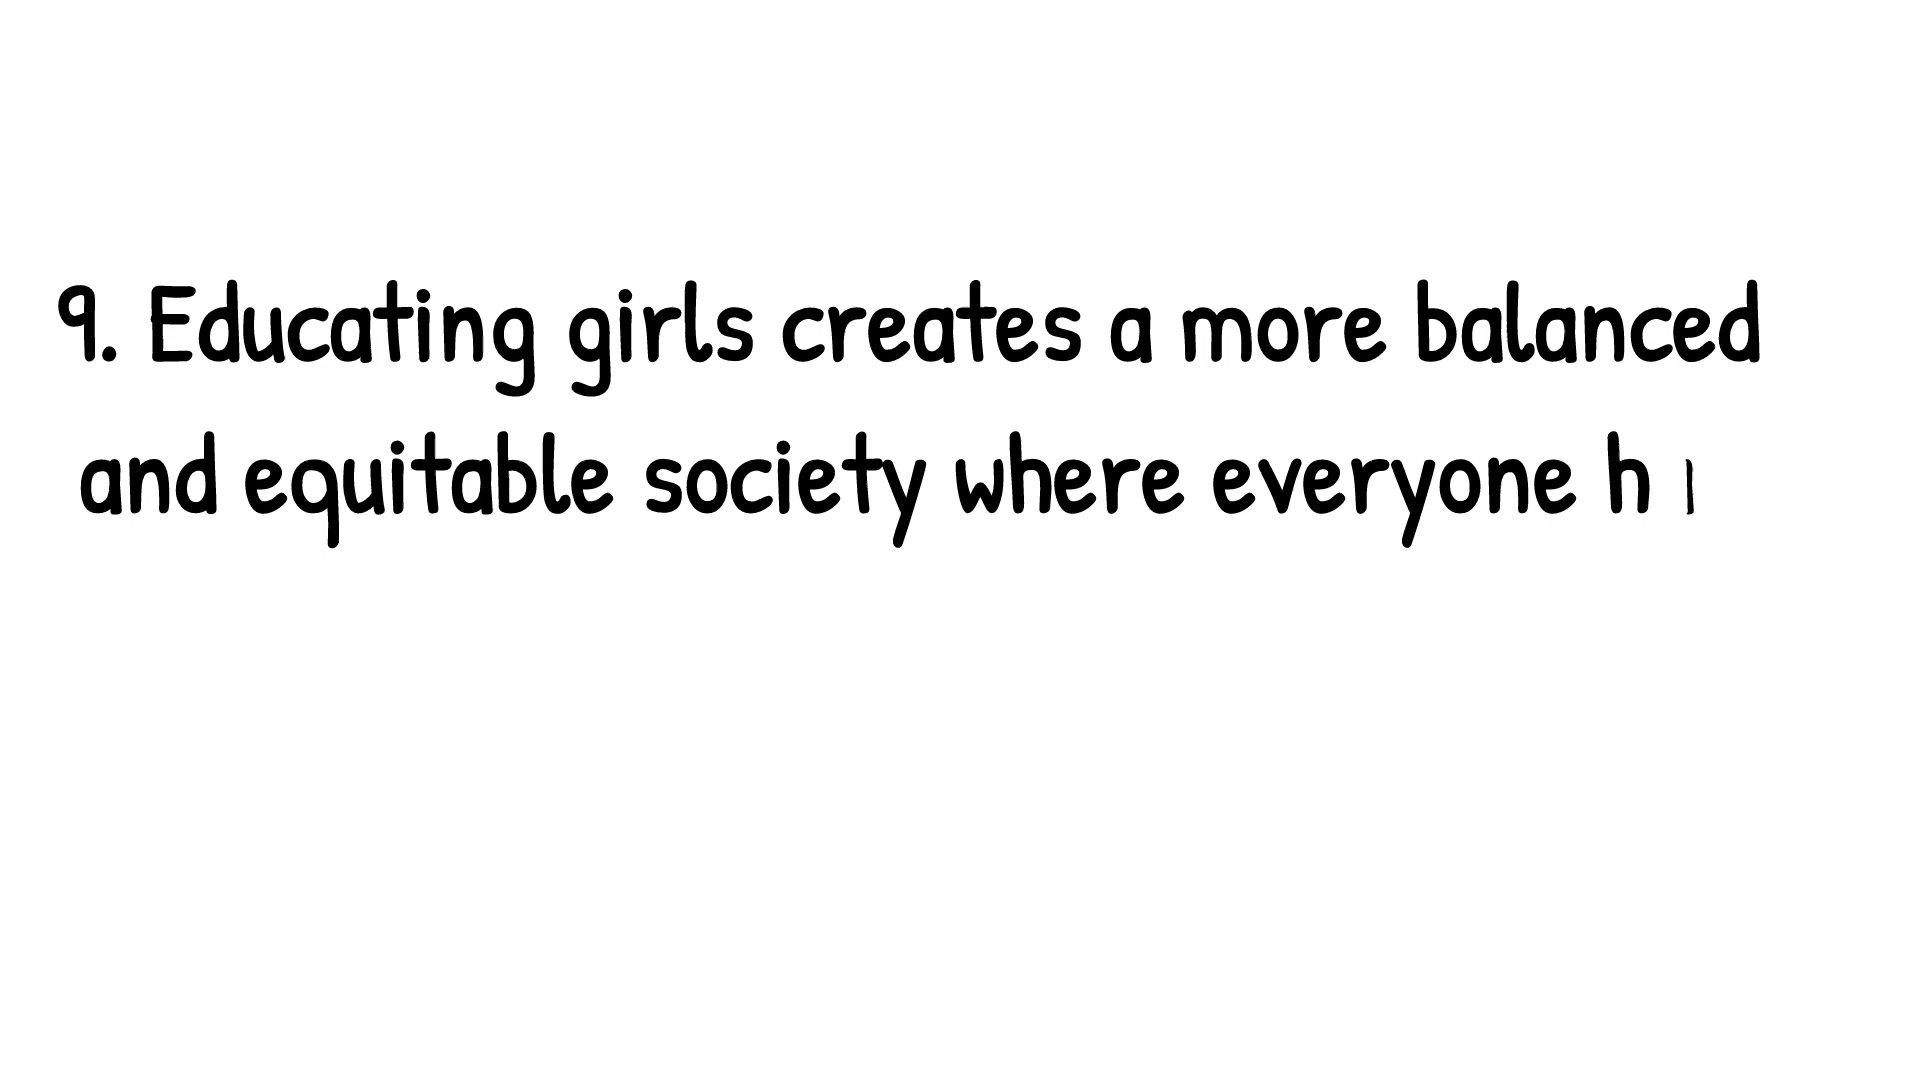 9. Educating girls creates a more balanced
and equitable society where everyone h